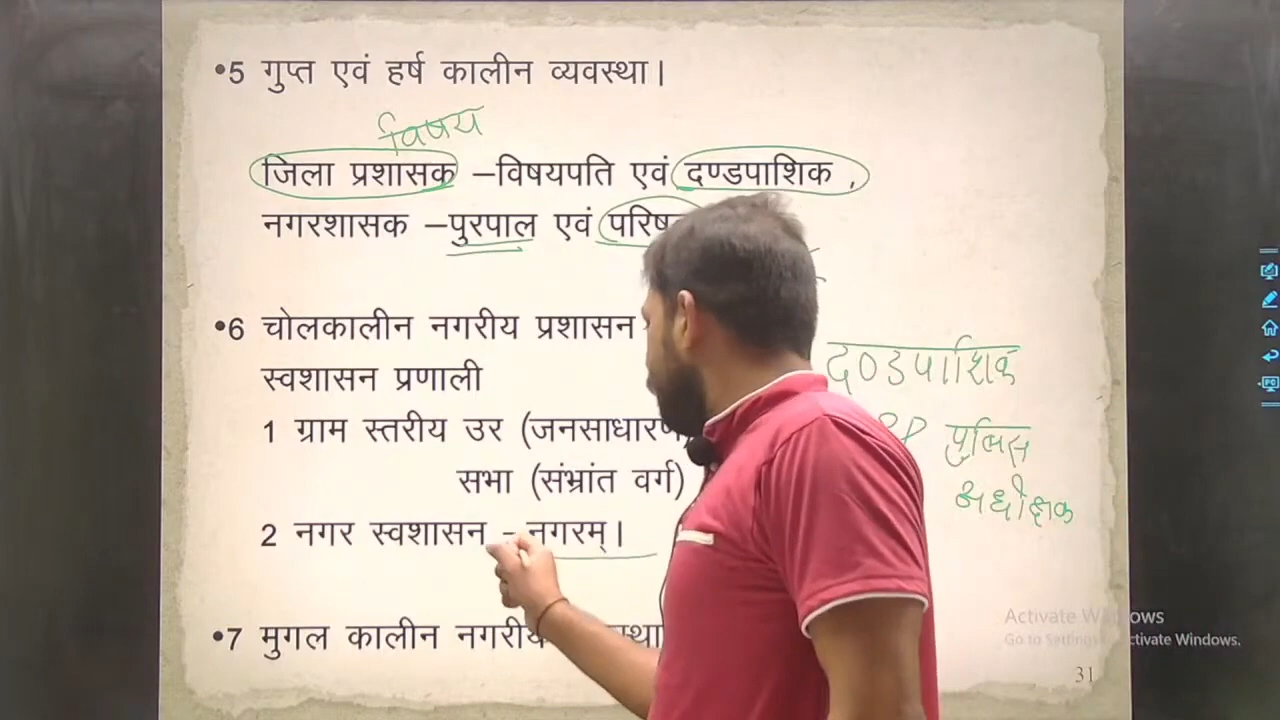 •5 गुप्त एवं हर्ष कालीन व्यवस्था।
विषय
जिला प्रशासक –विषयपति एवं दण्डपाशिक ,
नगरशासक –पुरपाल एवं
•6 चोलकालीन नगरीय प्रशासन
स्वशासन प्रणाली
1 ग्राम स्तरीय उर (जनसाधारण)
सभा (संभ्रांत वर्ग)
2 नगर स्वशासन – नगरम्।
•7 मुगल कालीन नगरीय
दण्डपाशिक
SP पुलिस
अधीक्षक
Activate Windows
Go to Settings to activate Windows.
31
PC